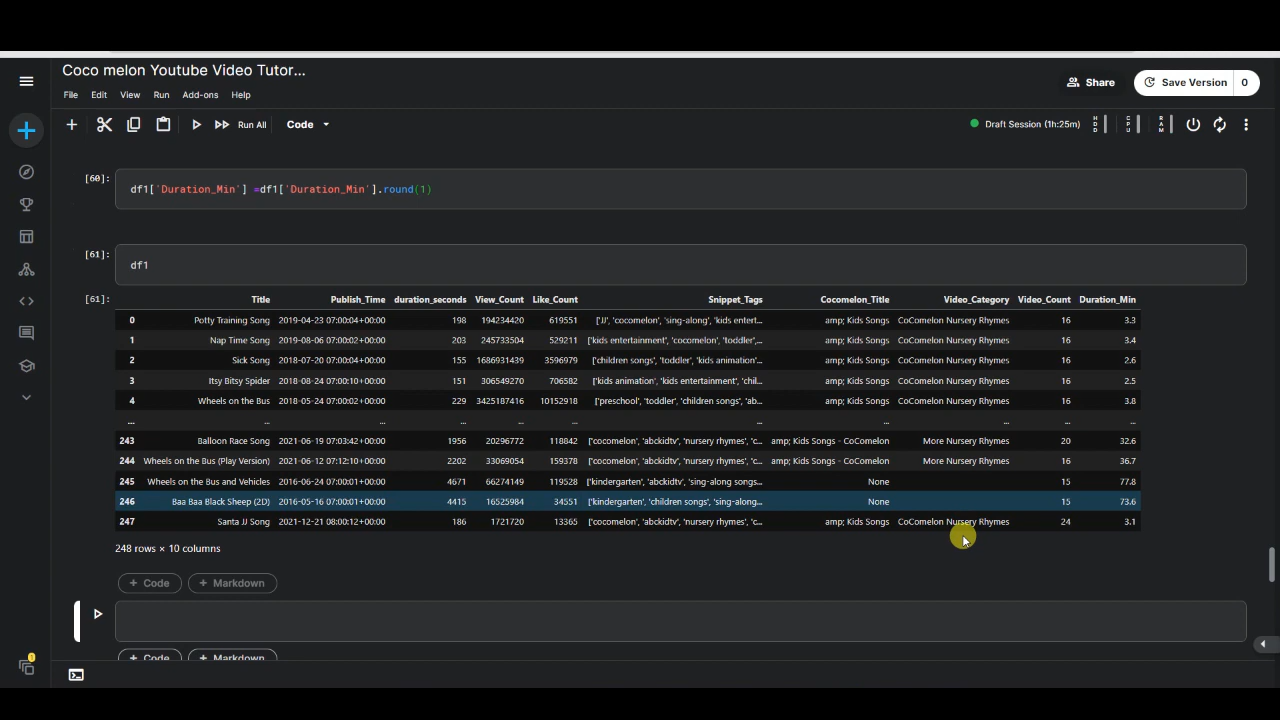 Coco melon Youtube Video Tutor...
File Edit View Run Add-ons Help
Share
Save Version 0
Run All Code
Draft Session (1h:25m)
HDD
CPU
RAM
[60]:
df1['Duration_Min'] =df1['Duration_Min'].round(1)
[61]:
df1
[61]:
Title Publish_Time duration_seconds View_Count Like_Count Snippet_Tags Cocomelon_Title Video_Category Video_Count Duration_Min
0 Potty Training Song 2019-04-23 07:00:04+00:00 198 194234420 619551 ['JJ', 'cocomelon', 'sing-along', 'kids entert... amp; Kids Songs CoComelon Nursery Rhymes 16 3.3
1 Nap Time Song 2019-08-06 07:00:02+00:00 203 245733504 529211 ['kids entertainment', 'cocomelon', 'toddler',... amp; Kids Songs CoComelon Nursery Rhymes 16 3.4
2 Sick Song 2018-07-20 07:00:04+00:00 155 1686931439 3596979 ['children songs', 'toddler', 'kids animation'... amp; Kids Songs CoComelon Nursery Rhymes 16 2.6
3 Itsy Bitsy Spider 2018-08-24 07:00:10+00:00 151 306549270 706582 ['kids animation', 'kids entertainment', 'chil... amp; Kids Songs CoComelon Nursery Rhymes 16 2.5
4 Wheels on the Bus 2018-05-24 07:00:02+00:00 229 3425187416 10152918 ['preschool', 'toddler', 'children songs', 'ab... amp; Kids Songs CoComelon Nursery Rhymes 16 3.8
... ... ... ... ... ... ... ... ... ... ...
243 Balloon Race Song 2021-06-19 07:03:42+00:00 1956 20296772 118842 ['cocomelon', 'abckidtv', 'nursery rhymes', 'c... amp; Kids Songs - CoComelon More Nursery Rhymes 20 32.6
244 Wheels on the Bus (Play Version) 2021-06-12 07:12:10+00:00 2202 33069054 159378 ['cocomelon', 'abckidtv', 'nursery rhymes', 'c... amp; Kids Songs - CoComelon More Nursery Rhymes 16 36.7
245 Wheels on the Bus and Vehicles 2016-06-24 07:00:01+00:00 4671 66274149 119528 ['kindergarten', 'abckidtv', 'sing-along songs... None 15 77.8
246 Baa Baa Black Sheep (2D) 2016-05-16 07:00:01+00:00 4415 16525984 34551 ['kindergarten', 'children songs', 'sing-along... None 15 73.6
247 Santa JJ Song 2021-12-21 08:00:12+00:00 186 1721720 13365 ['cocomelon', 'abckidtv', 'nursery rhymes', 'c... amp; Kids Songs CoComelon Nursery Rhymes 24 3.1
248 rows × 10 columns
+ Code + Markdown
+ Code + Markdown